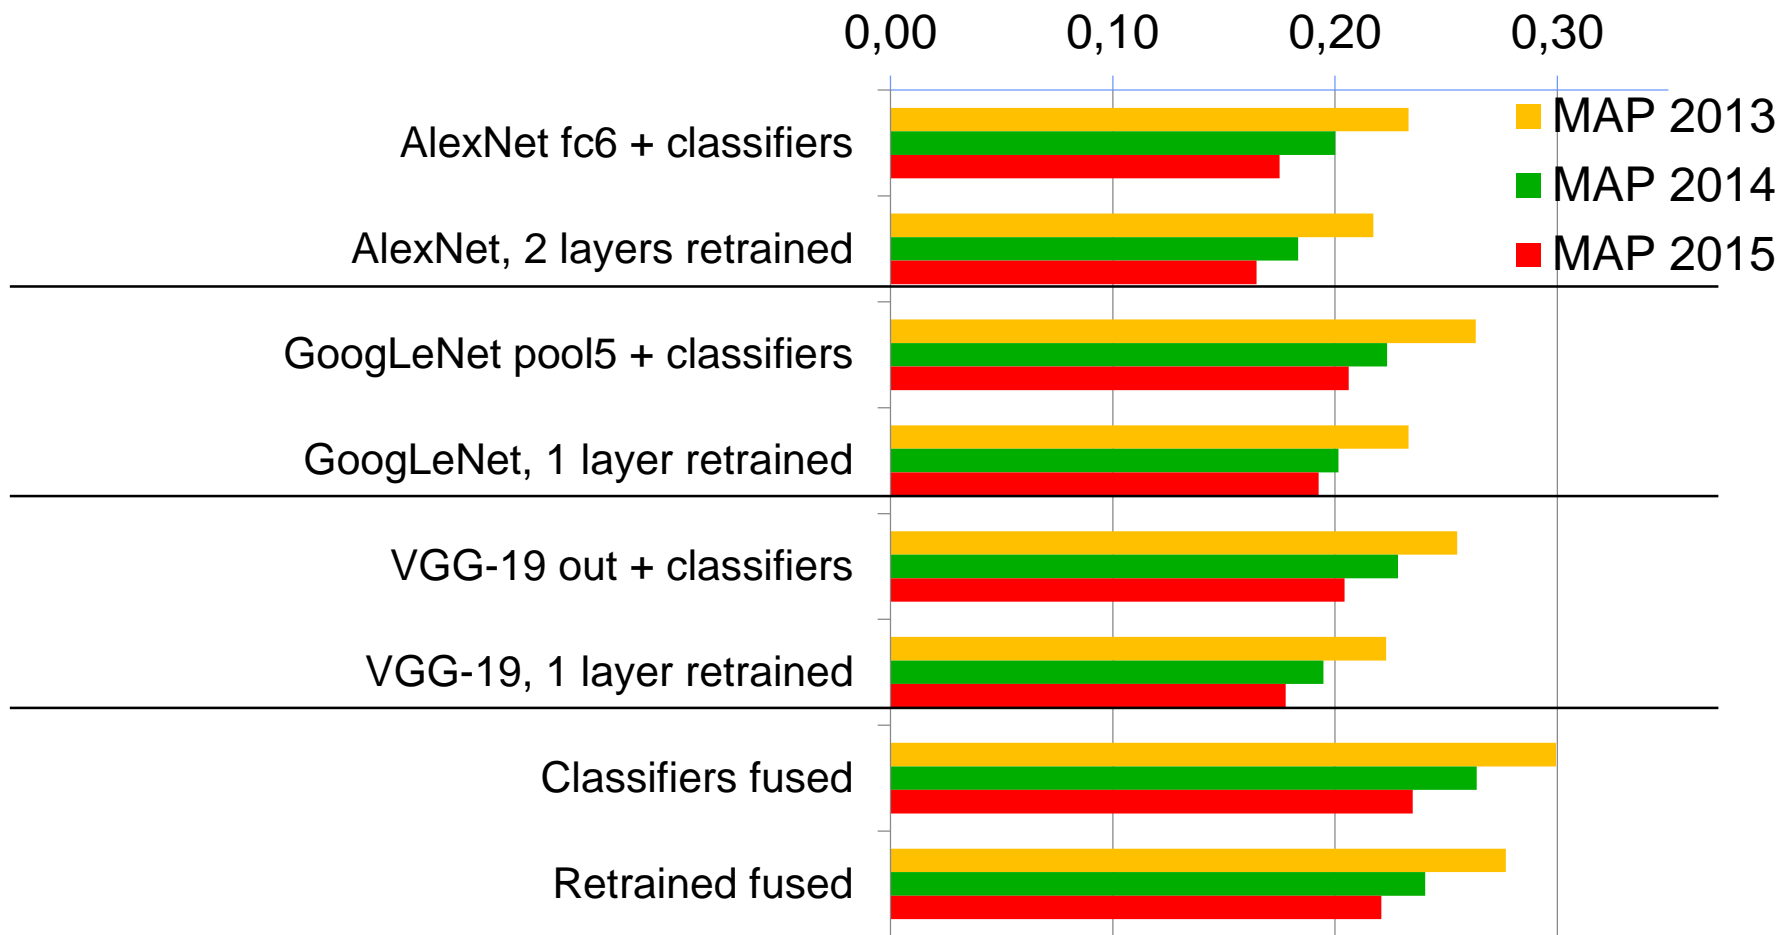 0,00 0,10 0,20 0,30
MAP 2013
MAP 2014
MAP 2015
AlexNet fc6 + classifiers
AlexNet, 2 layers retrained
GoogLeNet pool5 + classifiers
GoogLeNet, 1 layer retrained
VGG-19 out + classifiers
VGG-19, 1 layer retrained
Classifiers fused
Retrained fused